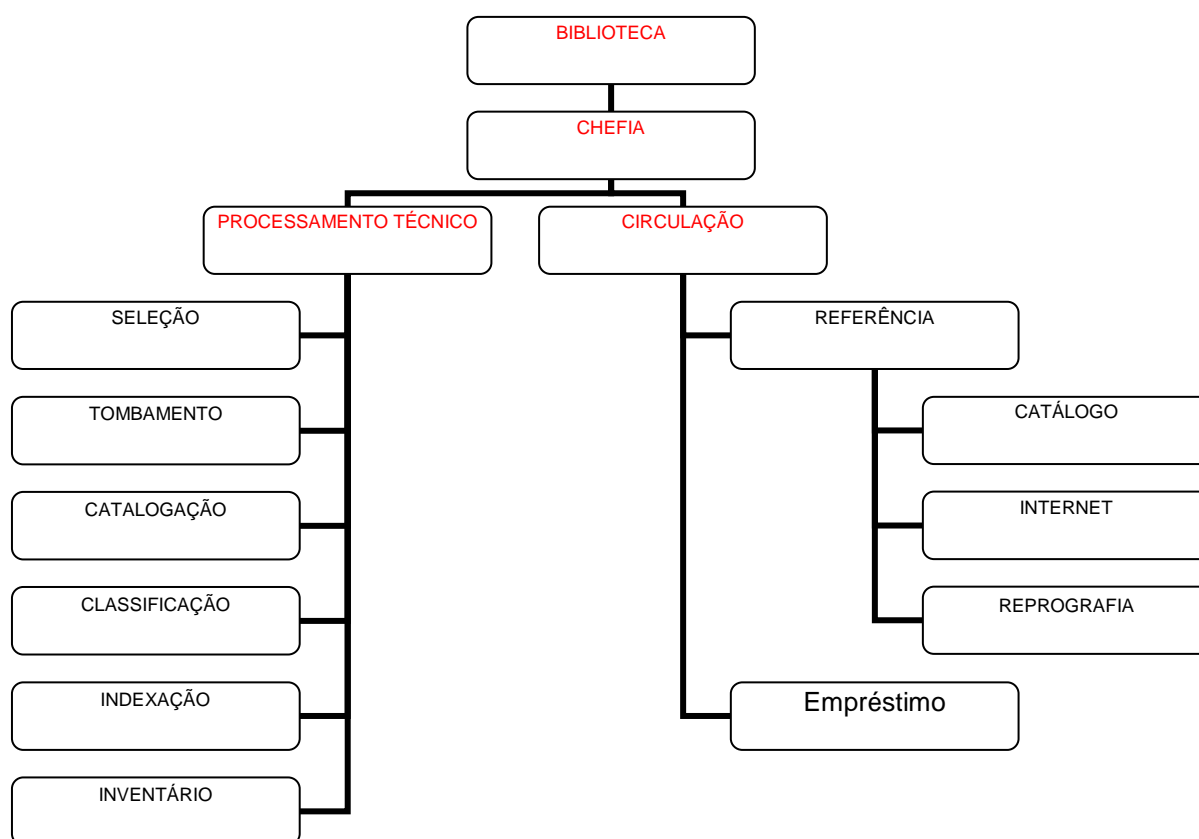 BIBLIOTECA
CHEFIA
PROCESSAMENTO TÉCNICO
CIRCULAÇÃO
SELEÇÃO
TOMBAMENTO
CATALOGAÇÃO
CLASSIFICAÇÃO
INDEXAÇÃO
INVENTÁRIO
REFERÊNCIA
CATÁLOGO
INTERNET
REPROGRAFIA
Empréstimo